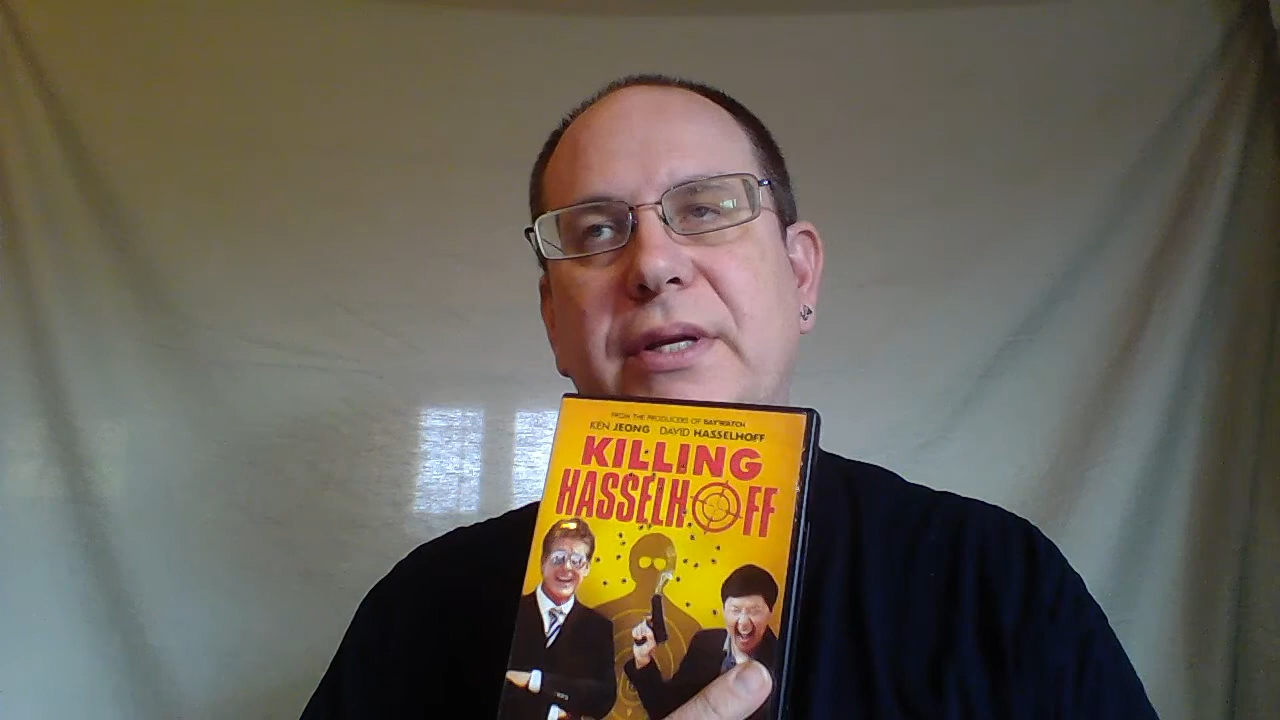 FROM THE PRODUCERS OF BAYWATCH
KEN JEONG DAVID HASSELHOFF
KILLING
HASSELHOFF